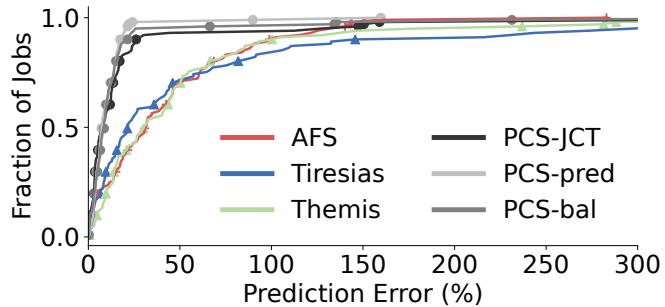 1.0
0.5
0.0
Fraction of Jobs
AFS
Tiresias
Themis
PCS-JCT
PCS-pred
PCS-bal
0 50 100 150 200 250 300
Prediction Error (%)